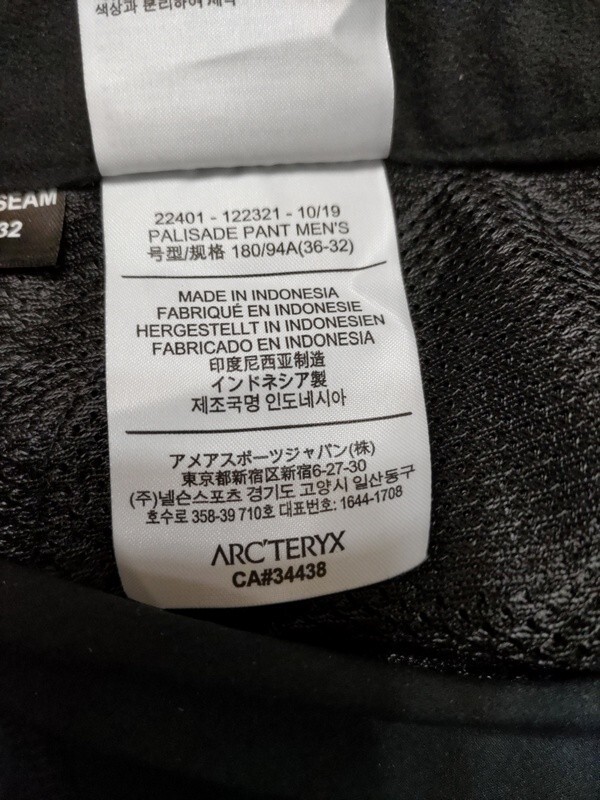 색상과 분리하여 세탁
SEAM
32
22401 - 122321 - 10/19
PALISADE PANT MEN'S
号型/规格 180/94A(36-32)
MADE IN INDONESIA
FABRIQUÉ EN INDONESIE
HERGESTELLT IN INDONESIEN
FABRICADO EN INDONESIA
印度尼西亚制造
インドネシア製
제조국명 인도네시아
アメアスポーツジャパン(株)
東京都新宿区新宿6-27-30
(주)넬슨스포츠 경기도 고양시 일산동구
호수로 358-39 710호 대표번호: 1644-1708
ARC'TERYX
CA#34438